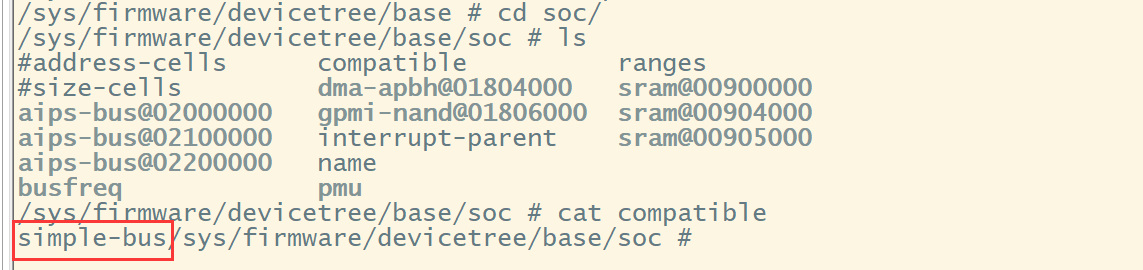 /sys/firmware/devicetree/base # cd soc/
/sys/firmware/devicetree/base/soc # ls
#address-cells compatible ranges
#size-cells dma-apbh@01804000 sram@00900000
aips-bus@02000000 gpmi-nand@01806000 sram@00904000
aips-bus@02100000 interrupt-parent sram@00905000
aips-bus@02200000 name
busfreq pmu
/sys/firmware/devicetree/base/soc # cat compatible
simple-bus/sys/firmware/devicetree/base/soc #